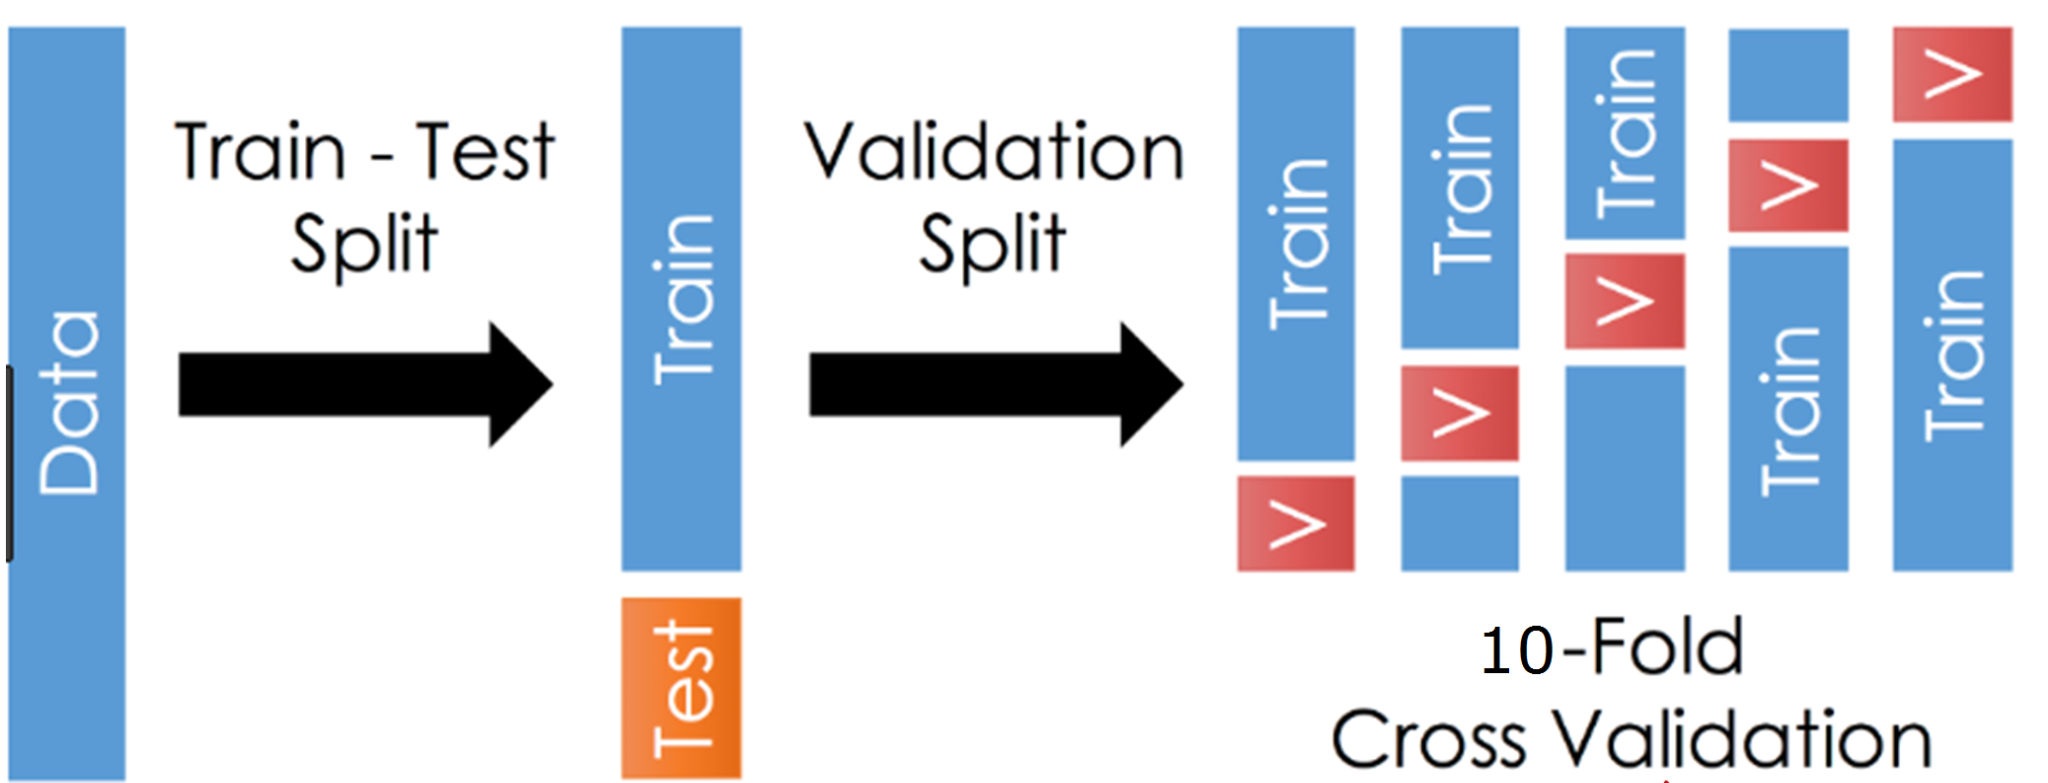 Data
Train - Test
Split
Train
Test
Validation
Split
Train
V
Train
V
Train
V
V
Train
V
Train
10-Fold
Cross Validation